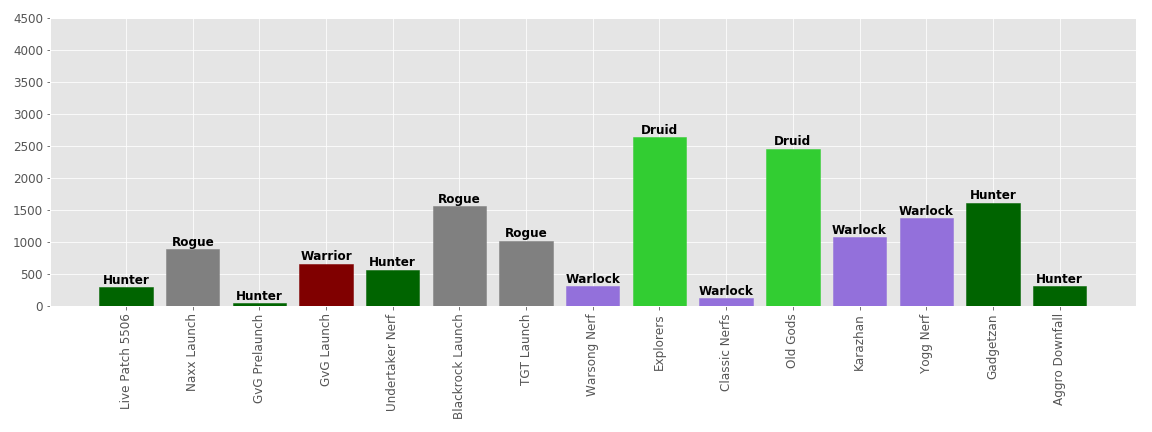 4500
4000
3500
3000
2500
2000
1500
1000
500
0
Hunter
Rogue
Hunter
Warrior
Hunter
Rogue
Rogue
Warlock
Druid
Warlock
Druid
Warlock
Warlock
Hunter
Hunter
Live Patch 5506
Naxx Launch
GvG Prelaunch
GvG Launch
Undertaker Nerf
Blackrock Launch
TGT Launch
Warsong Nerf
Explorers
Classic Nerfs
Old Gods
Karazhan
Yogg Nerf
Gadgetzan
Aggro Downfall